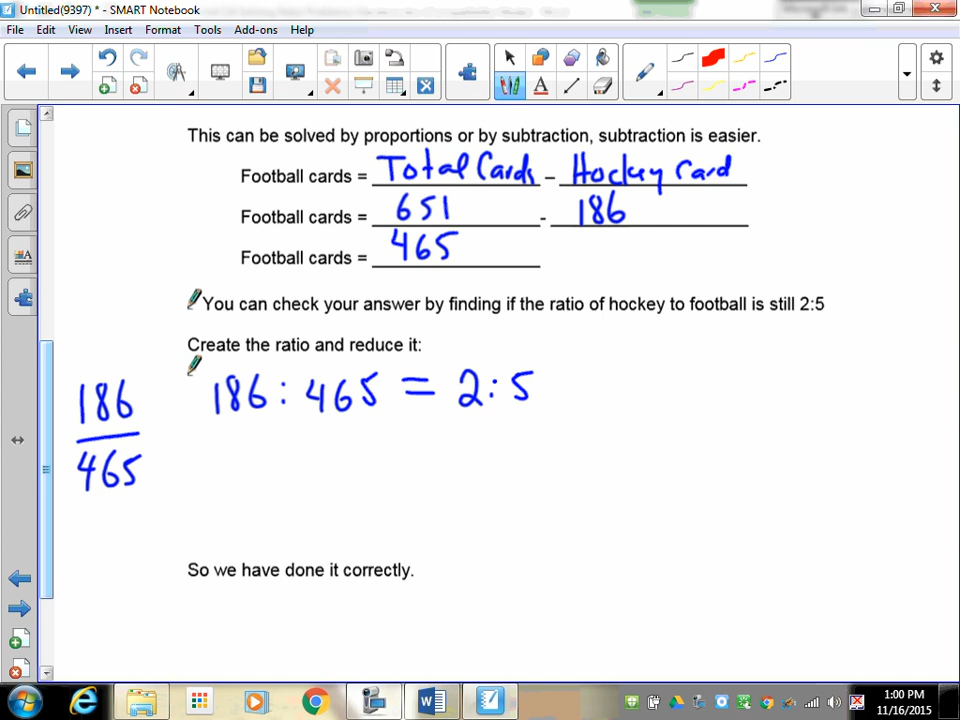 Untitled(9397) * - SMART Notebook
File Edit View Insert Format Tools Add-ons Help
This can be solved by proportions or by subtraction, subtraction is easier.
Football cards = Total Cards – Hockey Card
Football cards = 651 - 186
Football cards = 465
You can check your answer by finding if the ratio of hockey to football is still 2:5
Create the ratio and reduce it:
186 : 465 = 2 : 5
186
465
So we have done it correctly.
1:00 PM
11/16/2015